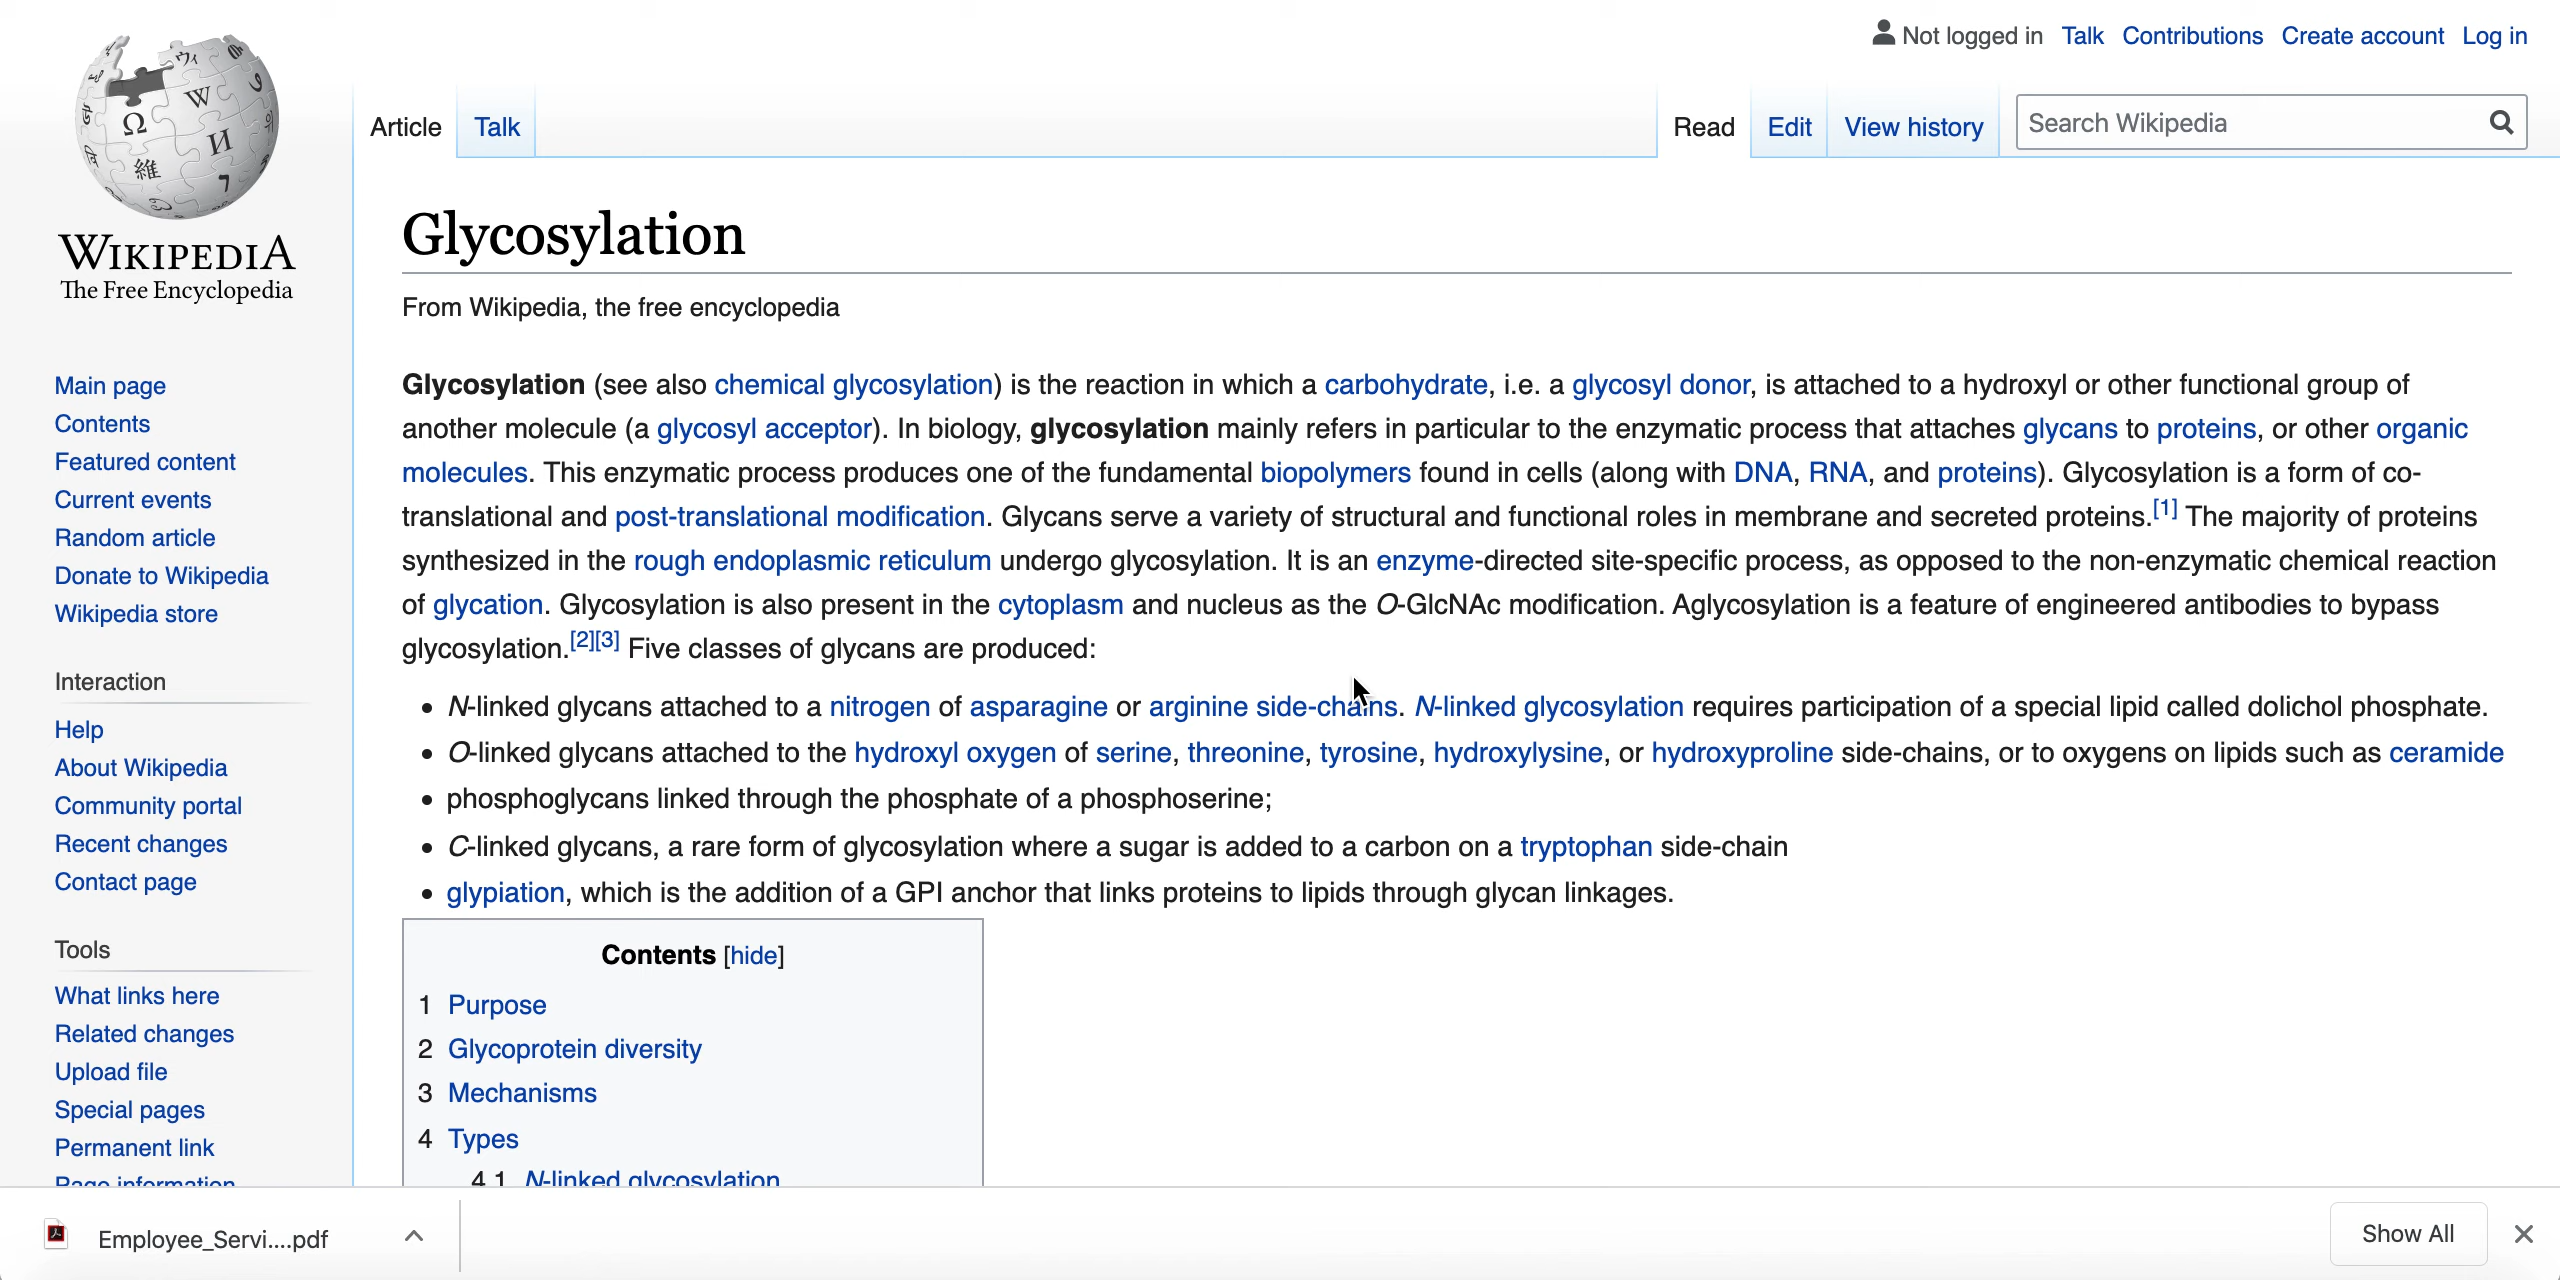 Not logged in Talk Contributions Create account Log in
Article Talk Read Edit View history Search Wikipedia
WIKIPEDIA
The Free Encyclopedia
Main page
Contents
Featured content
Current events
Random article
Donate to Wikipedia
Wikipedia store
Interaction
Help
About Wikipedia
Community portal
Recent changes
Contact page
Tools
What links here
Related changes
Upload file
Special pages
Permanent link
Page information
Glycosylation
From Wikipedia, the free encyclopedia
Glycosylation (see also chemical glycosylation) is the reaction in which a carbohydrate, i.e. a glycosyl donor, is attached to a hydroxyl or other functional group of
another molecule (a glycosyl acceptor). In biology, glycosylation mainly refers in particular to the enzymatic process that attaches glycans to proteins, or other organic
molecules. This enzymatic process produces one of the fundamental biopolymers found in cells (along with DNA, RNA, and proteins). Glycosylation is a form of co-
translational and post-translational modification. Glycans serve a variety of structural and functional roles in membrane and secreted proteins.[1] The majority of proteins
synthesized in the rough endoplasmic reticulum undergo glycosylation. It is an enzyme-directed site-specific process, as opposed to the non-enzymatic chemical reaction
of glycation. Glycosylation is also present in the cytoplasm and nucleus as the O-GlcNAc modification. Aglycosylation is a feature of engineered antibodies to bypass
glycosylation.[2][3] Five classes of glycans are produced:
• N-linked glycans attached to a nitrogen of asparagine or arginine side-chains. N-linked glycosylation requires participation of a special lipid called dolichol phosphate.
• O-linked glycans attached to the hydroxyl oxygen of serine, threonine, tyrosine, hydroxylysine, or hydroxyproline side-chains, or to oxygens on lipids such as ceramide
• phosphoglycans linked through the phosphate of a phosphoserine;
• C-linked glycans, a rare form of glycosylation where a sugar is added to a carbon on a tryptophan side-chain
• glypiation, which is the addition of a GPI anchor that links proteins to lipids through glycan linkages.
Contents [hide]
1 Purpose
2 Glycoprotein diversity
3 Mechanisms
4 Types
4.1 N-linked glycosylation
Employee_Servi....pdf
Show All